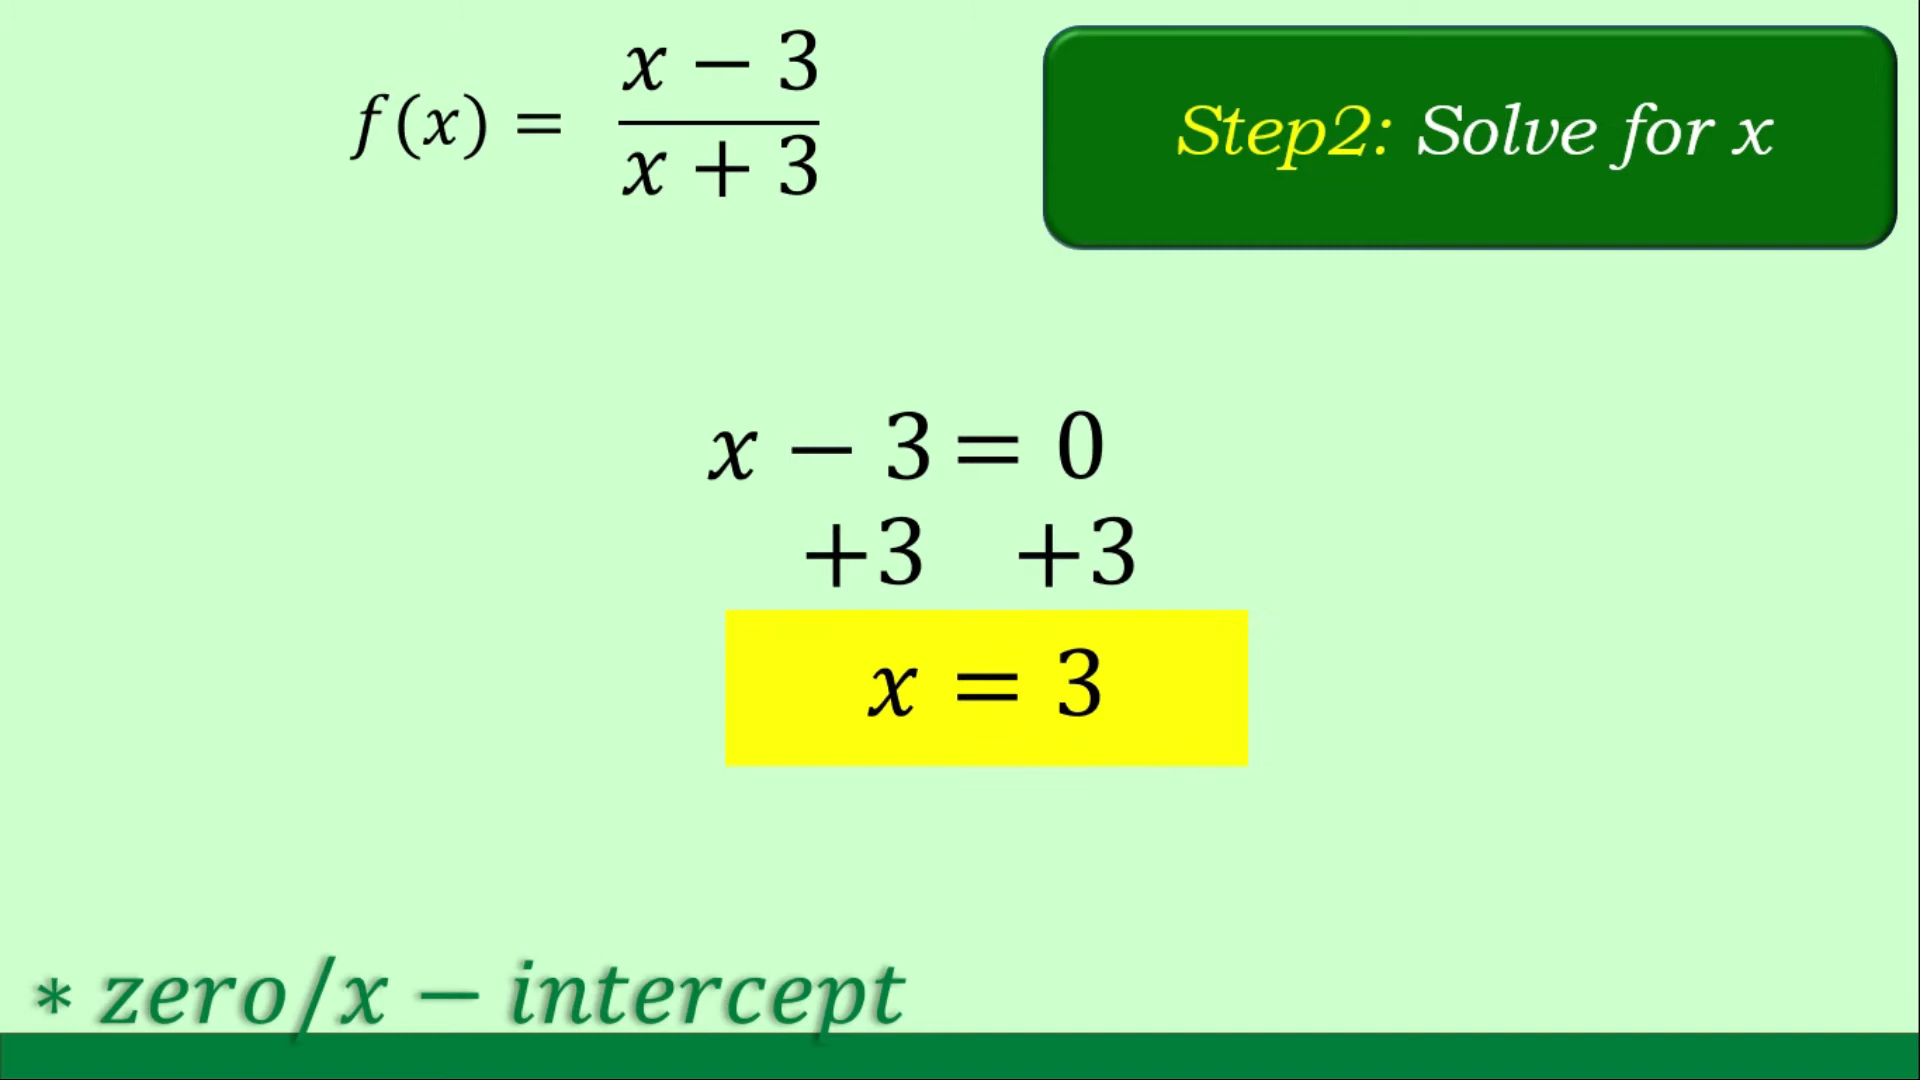 f(x) = x − 3 / x + 3
Step2: Solve for x
x − 3 = 0
+3 +3
x = 3
* zero/x − intercept